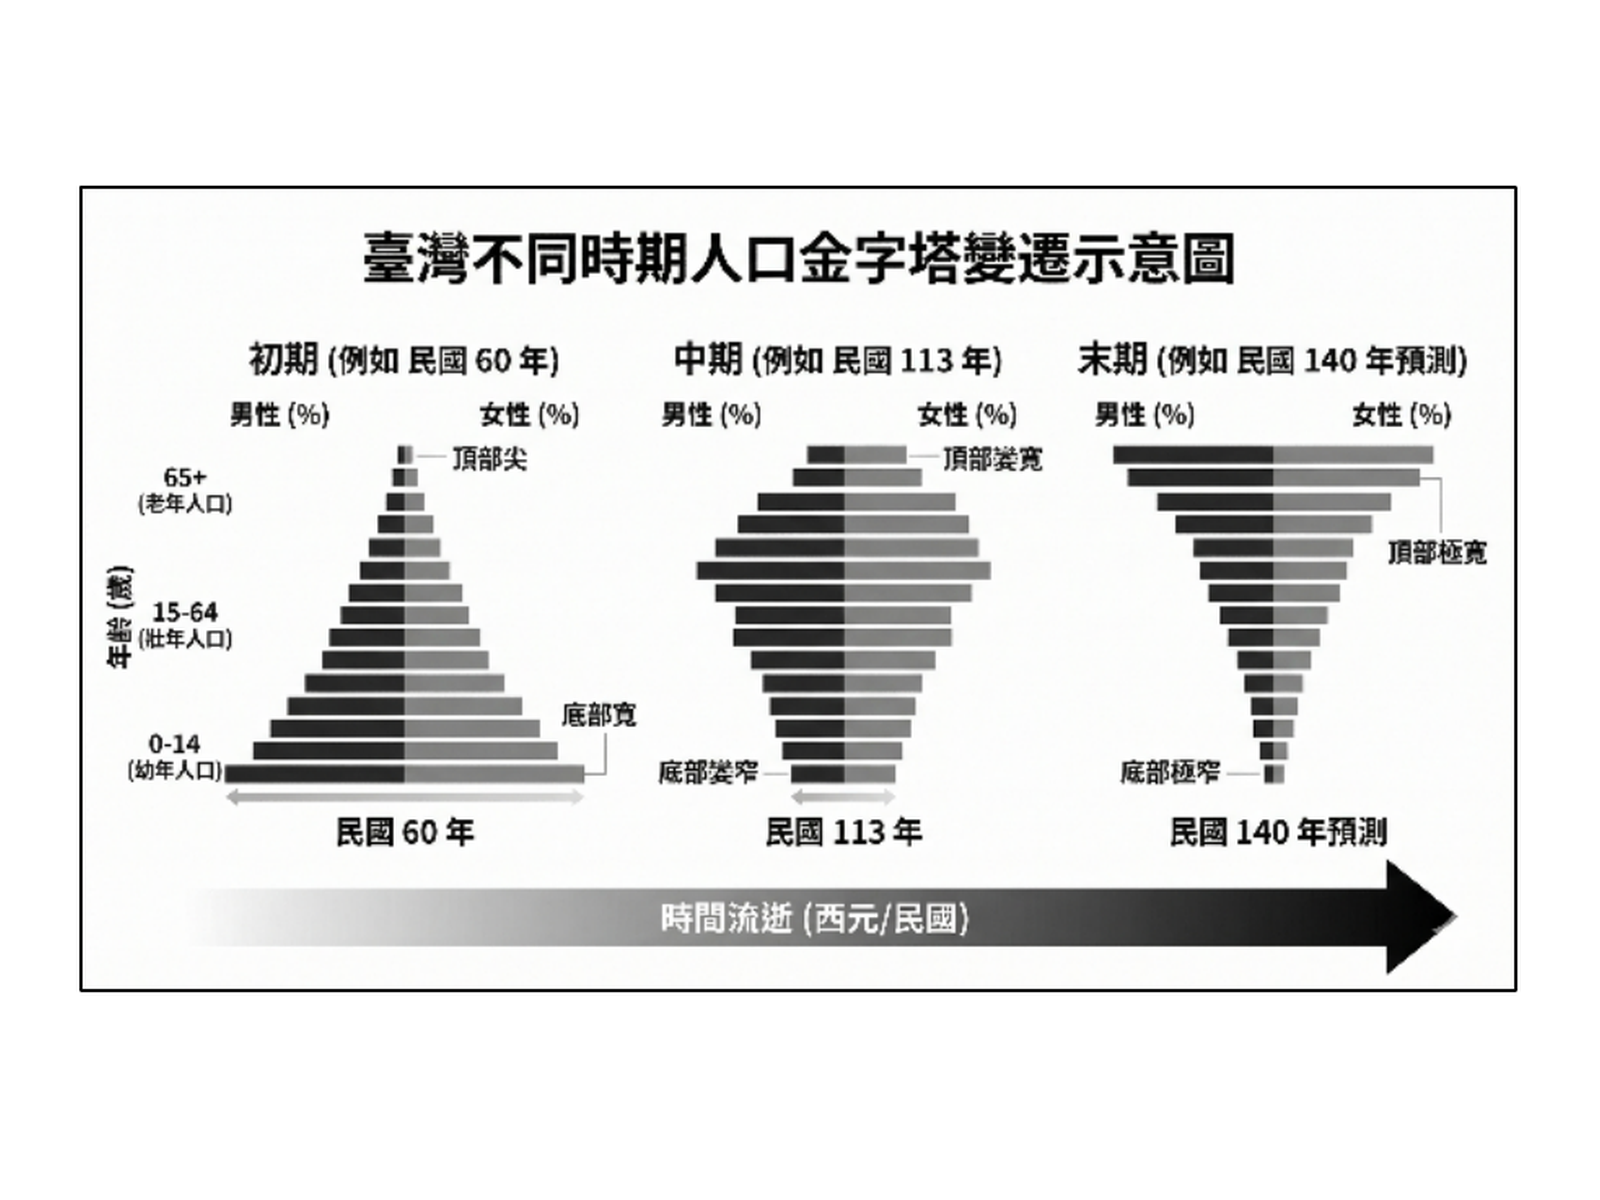 臺灣不同時期人口金字塔變遷示意圖
初期 (例如 民國 60 年)
男性 (%)
女性 (%)
頂部尖
65+
(老年人口)
年齡 (歲)
15-64
(壯年人口)
底部寬
0-14
(幼年人口)
民國 60 年
中期 (例如 民國 113 年)
男性 (%)
女性 (%)
頂部變寬
底部變窄
民國 113 年
末期 (例如 民國 140 年預測)
男性 (%)
女性 (%)
頂部極寬
底部極窄
民國 140 年預測
時間流逝 (西元/民國)